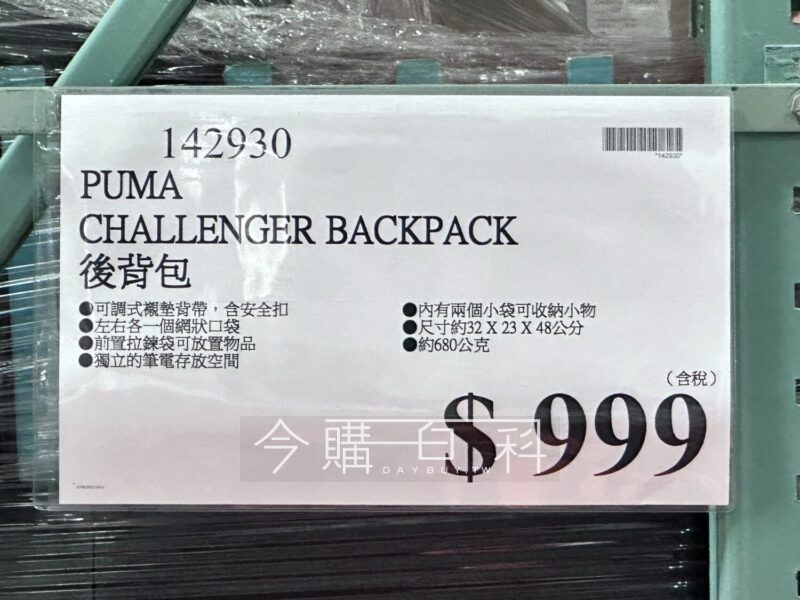 142930
*142930*
PUMA
CHALLENGER BACKPACK
後背包
●可調式襯墊背帶，含安全扣
●左右各一個網狀口袋
●前置拉鍊袋可放置物品
●獨立的筆電存放空間
●內有兩個小袋可收納小物
●尺寸約32 X 23 X 48公分
●約680公克
（含稅）
$ 999
今購百科
DAYBUY.TW